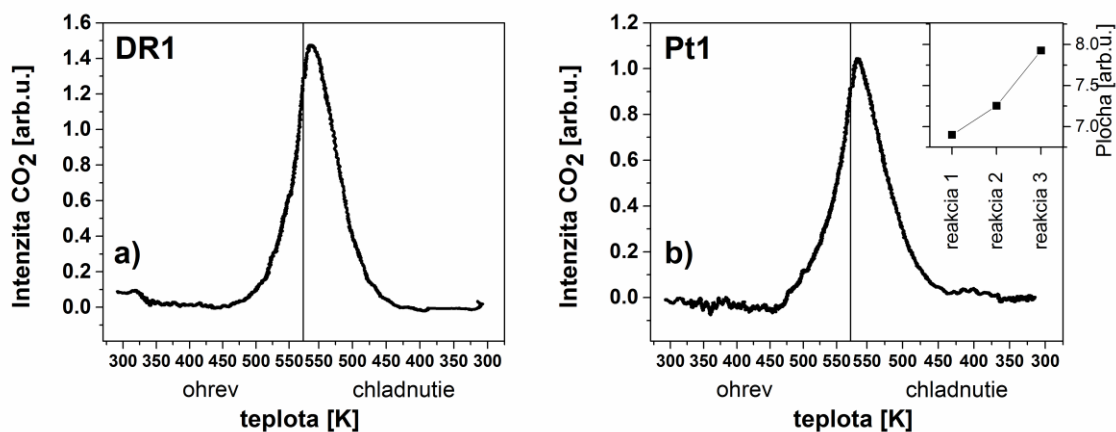 DR1
Intenzita CO2 [arb.u.]
1.6
1.4
1.2
1.0
0.8
0.6
0.4
0.2
0.0
a)
300 350 400 450 500 550 550 500 450 400 350 300
ohrev chladnutie
teplota [K]
Pt1
Intenzita CO2 [arb.u.]
1.2
1.0
0.8
0.6
0.4
0.2
0.0
b)
8.0
7.5
7.0
Plocha [arb.u.]
reakcia 1
reakcia 2
reakcia 3
300 350 400 450 500 550 550 500 450 400 350 300
ohrev chladnutie
teplota [K]